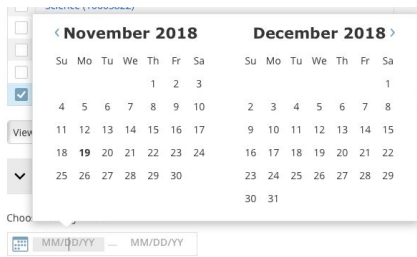 science (10005822)
‹ November 2018 December 2018 ›
Su Mo Tu We Th Fr Sa Su Mo Tu We Th Fr Sa
1 2 3 1
4 5 6 7 8 9 10 2 3 4 5 6 7 8
11 12 13 14 15 16 17 9 10 11 12 13 14 15
18 19 20 21 22 23 24 16 17 18 19 20 21 22
25 26 27 28 29 30 23 24 25 26 27 28 29
30 31
View
Choo
MM/DD/YY — MM/DD/YY